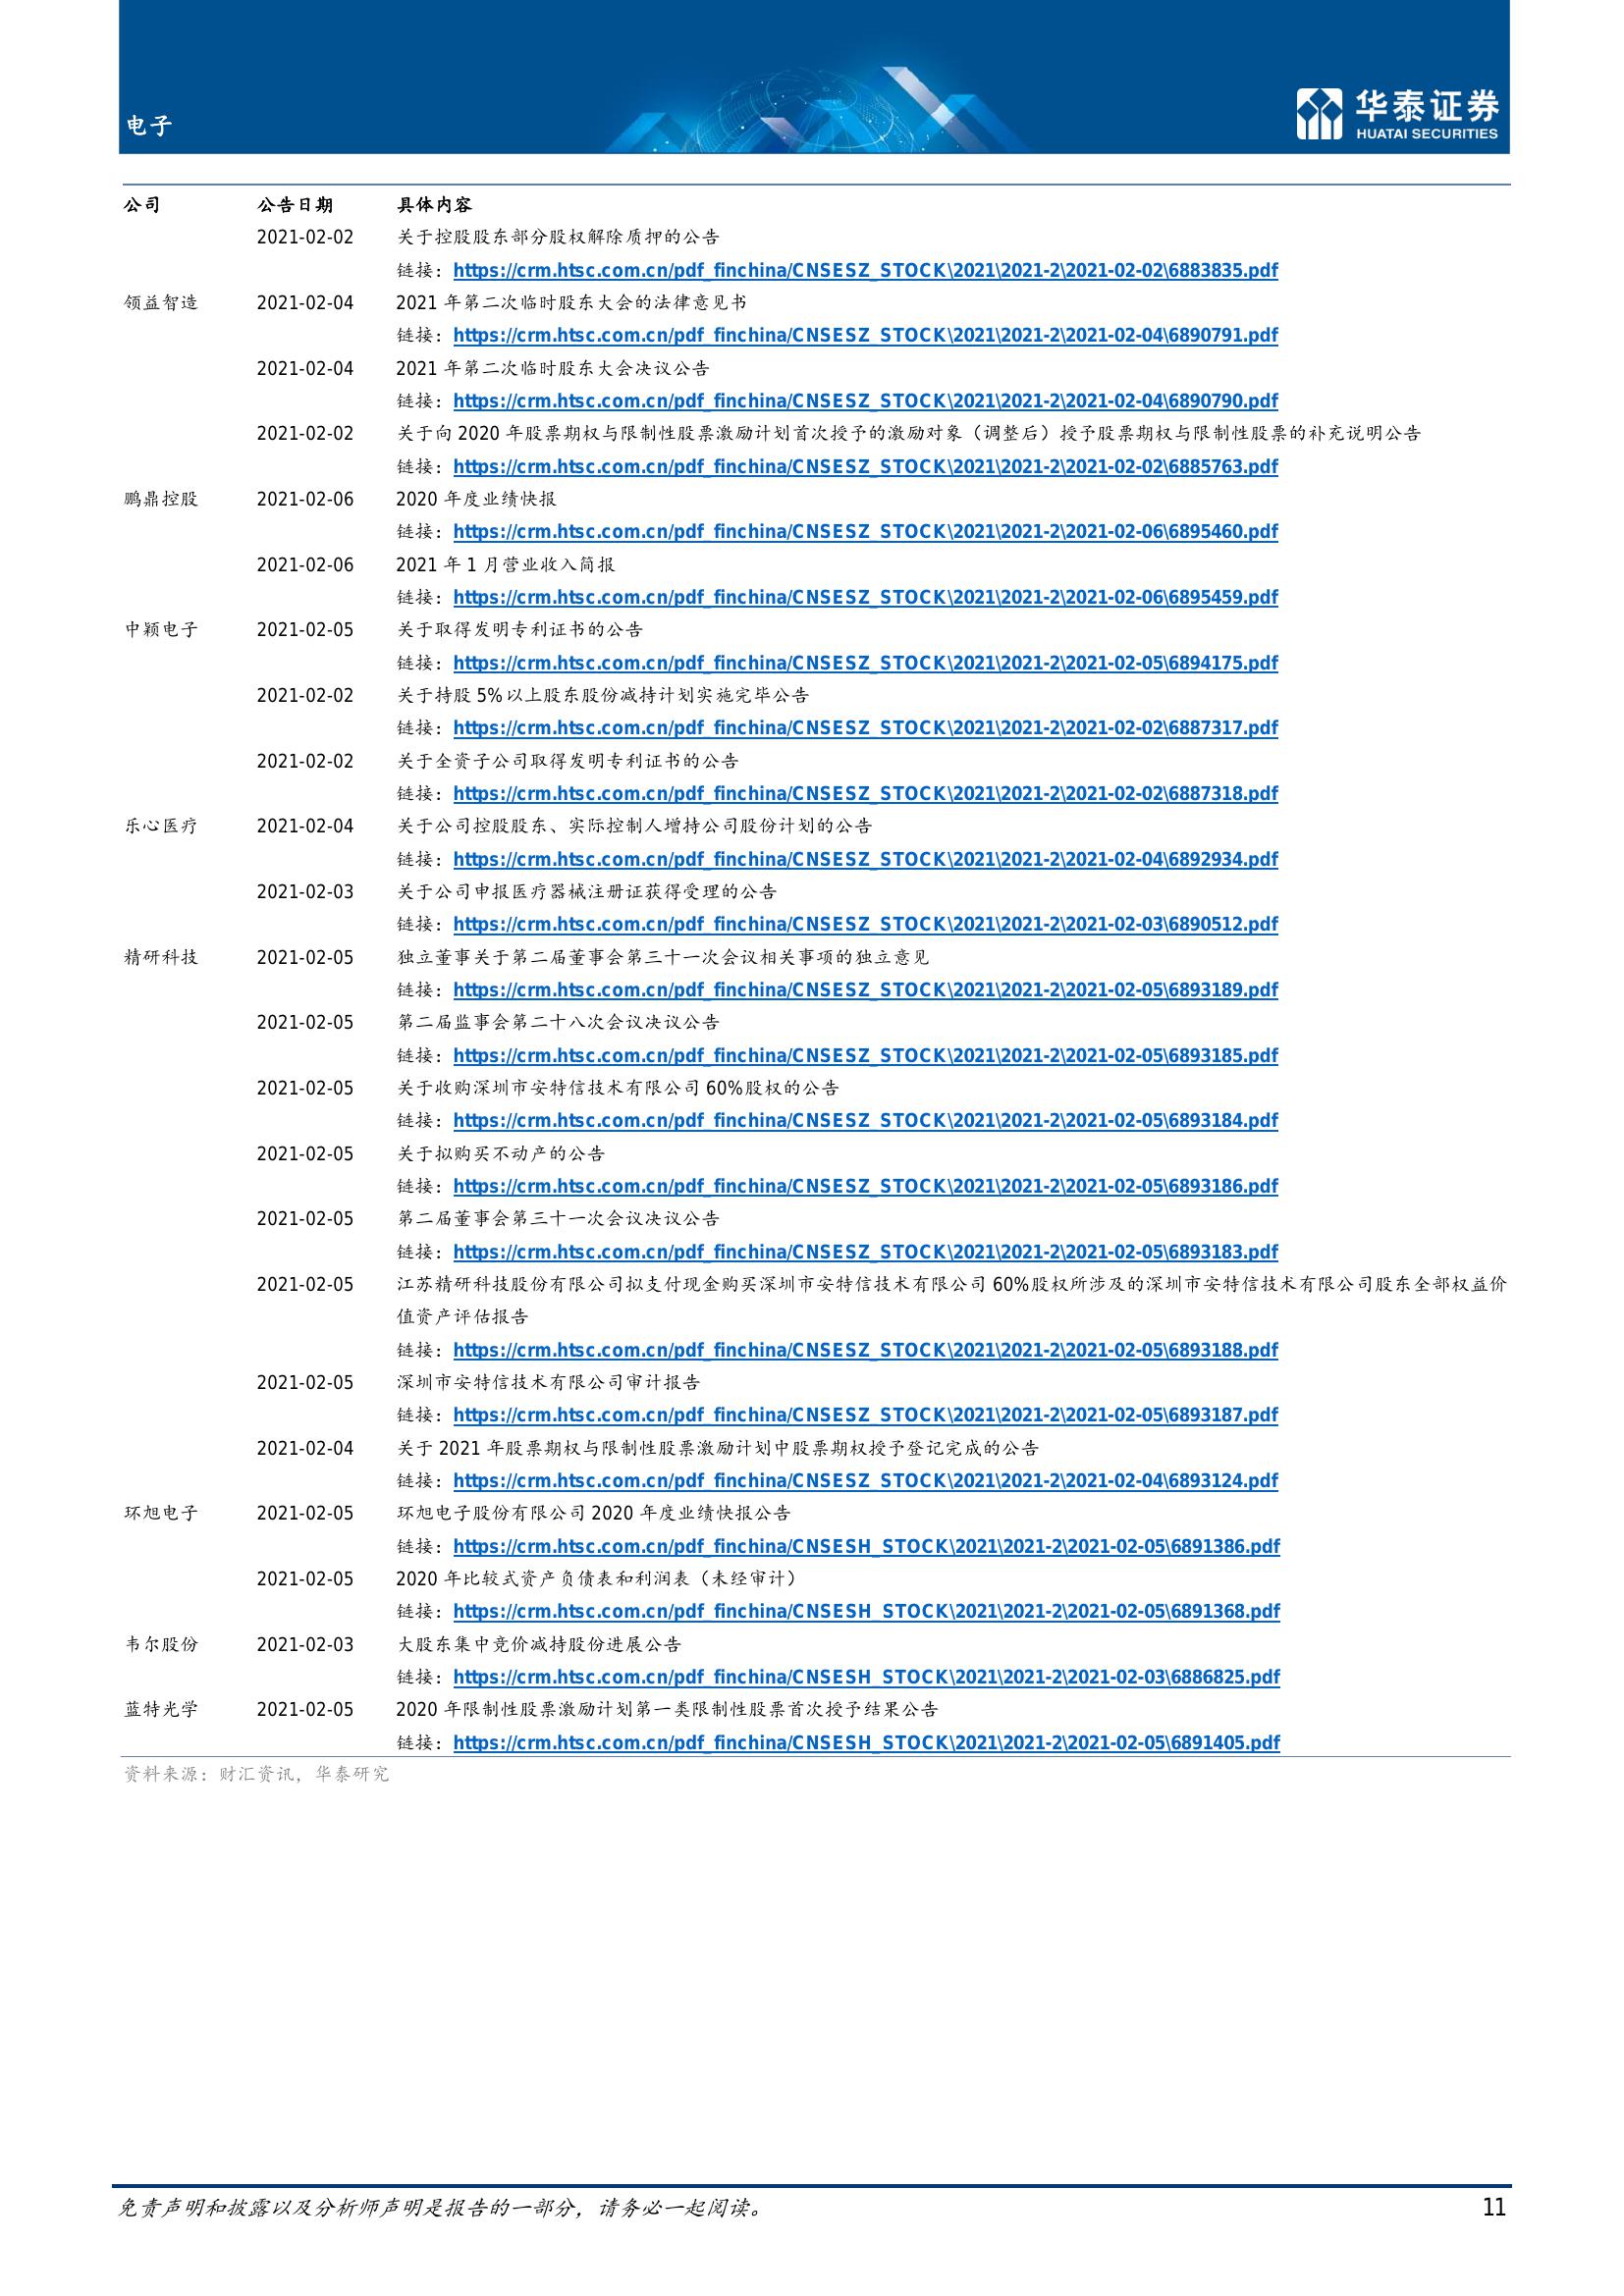 电子
华泰证券
HUATAI SECURITIES
公司 公告日期 具体内容
2021-02-02 关于控股股东部分股权解除质押的公告
链接：https://crm.htsc.com.cn/pdf_finchina/CNSESZ_STOCK\2021\2021-2\2021-02-02\6883835.pdf
领益智造 2021-02-04 2021 年第二次临时股东大会的法律意见书
链接：https://crm.htsc.com.cn/pdf_finchina/CNSESZ_STOCK\2021\2021-2\2021-02-04\6890791.pdf
2021-02-04 2021 年第二次临时股东大会决议公告
链接：https://crm.htsc.com.cn/pdf_finchina/CNSESZ_STOCK\2021\2021-2\2021-02-04\6890790.pdf
2021-02-02 关于向 2020 年股票期权与限制性股票激励计划首次授予的激励对象（调整后）授予股票期权与限制性股票的补充说明公告
链接：https://crm.htsc.com.cn/pdf_finchina/CNSESZ_STOCK\2021\2021-2\2021-02-02\6885763.pdf
鹏鼎控股 2021-02-06 2020 年度业绩快报
链接：https://crm.htsc.com.cn/pdf_finchina/CNSESZ_STOCK\2021\2021-2\2021-02-06\6895460.pdf
2021-02-06 2021 年 1 月营业收入简报
链接：https://crm.htsc.com.cn/pdf_finchina/CNSESZ_STOCK\2021\2021-2\2021-02-06\6895459.pdf
中颖电子 2021-02-05 关于取得发明专利证书的公告
链接：https://crm.htsc.com.cn/pdf_finchina/CNSESZ_STOCK\2021\2021-2\2021-02-05\6894175.pdf
2021-02-02 关于持股 5%以上股东股份减持计划实施完毕公告
链接：https://crm.htsc.com.cn/pdf_finchina/CNSESZ_STOCK\2021\2021-2\2021-02-02\6887317.pdf
2021-02-02 关于全资子公司取得发明专利证书的公告
链接：https://crm.htsc.com.cn/pdf_finchina/CNSESZ_STOCK\2021\2021-2\2021-02-02\6887318.pdf
乐心医疗 2021-02-04 关于公司控股股东、实际控制人增持公司股份计划的公告
链接：https://crm.htsc.com.cn/pdf_finchina/CNSESZ_STOCK\2021\2021-2\2021-02-04\6892934.pdf
2021-02-03 关于公司申报医疗器械注册证获得受理的公告
链接：https://crm.htsc.com.cn/pdf_finchina/CNSESZ_STOCK\2021\2021-2\2021-02-03\6890512.pdf
精研科技 2021-02-05 独立董事关于第二届董事会第三十一次会议相关事项的独立意见
链接：https://crm.htsc.com.cn/pdf_finchina/CNSESZ_STOCK\2021\2021-2\2021-02-05\6893189.pdf
2021-02-05 第二届监事会第二十八次会议决议公告
链接：https://crm.htsc.com.cn/pdf_finchina/CNSESZ_STOCK\2021\2021-2\2021-02-05\6893185.pdf
2021-02-05 关于收购深圳市安特信技术有限公司 60%股权的公告
链接：https://crm.htsc.com.cn/pdf_finchina/CNSESZ_STOCK\2021\2021-2\2021-02-05\6893184.pdf
2021-02-05 关于拟购买不动产的公告
链接：https://crm.htsc.com.cn/pdf_finchina/CNSESZ_STOCK\2021\2021-2\2021-02-05\6893186.pdf
2021-02-05 第二届董事会第三十一次会议决议公告
链接：https://crm.htsc.com.cn/pdf_finchina/CNSESZ_STOCK\2021\2021-2\2021-02-05\6893183.pdf
2021-02-05 江苏精研科技股份有限公司拟支付现金购买深圳市安特信技术有限公司 60%股权所涉及的深圳市安特信技术有限公司股东全部权益价
值资产评估报告
链接：https://crm.htsc.com.cn/pdf_finchina/CNSESZ_STOCK\2021\2021-2\2021-02-05\6893188.pdf
2021-02-05 深圳市安特信技术有限公司审计报告
链接：https://crm.htsc.com.cn/pdf_finchina/CNSESZ_STOCK\2021\2021-2\2021-02-05\6893187.pdf
2021-02-04 关于 2021 年股票期权与限制性股票激励计划中股票期权授予登记完成的公告
链接：https://crm.htsc.com.cn/pdf_finchina/CNSESZ_STOCK\2021\2021-2\2021-02-04\6893124.pdf
环旭电子 2021-02-05 环旭电子股份有限公司 2020 年度业绩快报公告
链接：https://crm.htsc.com.cn/pdf_finchina/CNSESH_STOCK\2021\2021-2\2021-02-05\6891386.pdf
2021-02-05 2020 年比较式资产负债表和利润表（未经审计）
链接：https://crm.htsc.com.cn/pdf_finchina/CNSESH_STOCK\2021\2021-2\2021-02-05\6891368.pdf
韦尔股份 2021-02-03 大股东集中竞价减持股份进展公告
链接：https://crm.htsc.com.cn/pdf_finchina/CNSESH_STOCK\2021\2021-2\2021-02-03\6886825.pdf
蓝特光学 2021-02-05 2020 年限制性股票激励计划第一类限制性股票首次授予结果公告
链接：https://crm.htsc.com.cn/pdf_finchina/CNSESH_STOCK\2021\2021-2\2021-02-05\6891405.pdf
资料来源：财汇资讯，华泰研究
免责声明和披露以及分析师声明是报告的一部分，请务必一起阅读。 11